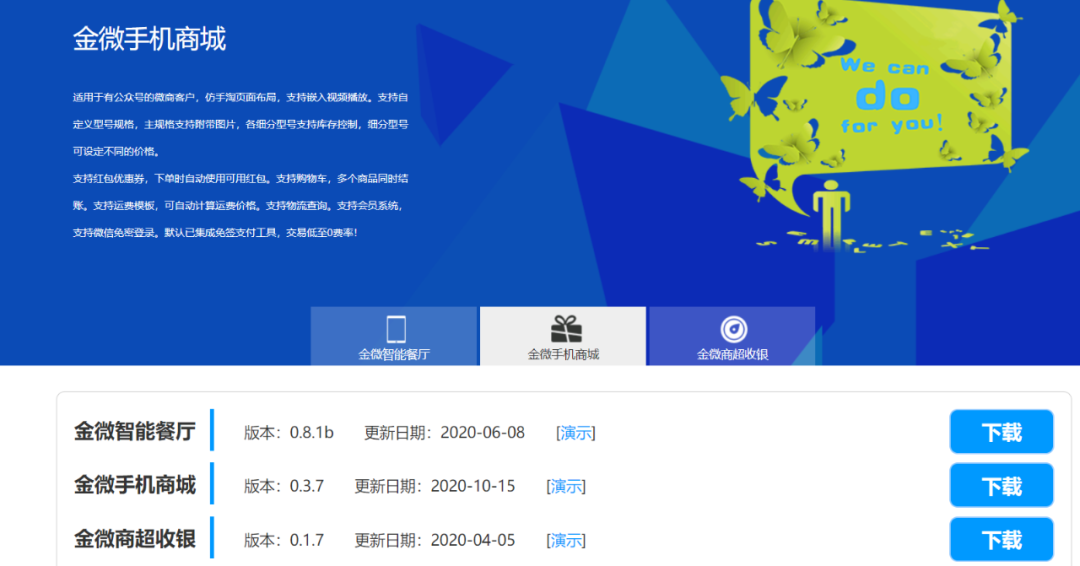 金微手机商城
适用于有公众号的微商客户，仿手淘页面布局，支持嵌入视频播放。支持自
定义型号规格，主规格支持附带图片，各细分型号支持库存控制，细分型号
可设定不同的价格。
支持红包优惠券，下单时自动使用可用红包。支持购物车，多个商品同时结
账。支持运费模板，可自动计算运费价格。支持物流查询。支持会员系统，
支持微信免密登录。默认已集成免签支付工具，交易低至0赛率！
We can
do
for you!
金微智能餐厅
金微手机商城
金微商超收银
金微智能餐厅 版本：0.8.1b 更新日期：2020-06-08 [演示] 下载
金微手机商城 版本：0.3.7 更新日期：2020-10-15 [演示] 下载
金微商超收银 版本：0.1.7 更新日期：2020-04-05 [演示] 下载